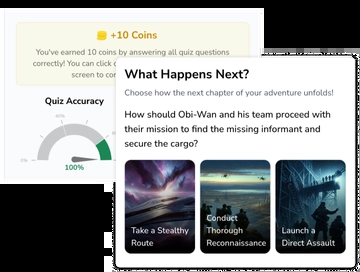 +10 Coins
You've earned 10 coins by answering all quiz questions
correctly! You can click
screen to
Quiz Accuracy
100%
What Happens Next?
Choose how the next chapter of your adventure unfolds!
How should Obi-Wan and his team proceed with
their mission to find the missing informant and
secure the cargo?
Take a Stealthy
Route
Conduct
Thorough
Reconnaissance
Launch a
Direct Assault